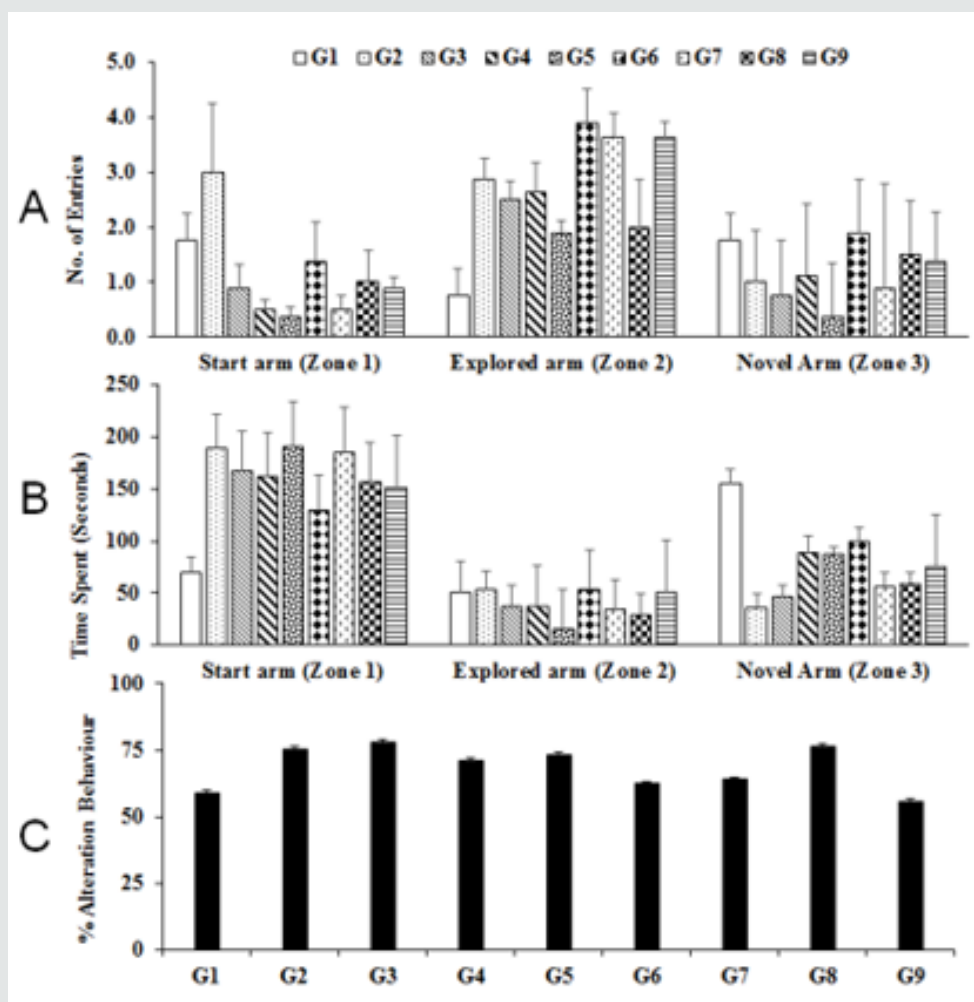 G1 G2 G3 G4 G5 G6 G7 G8 G9
A
No. of Entries
5.0
4.0
3.0
2.0
1.0
0.0
Start arm (Zone 1) Explored arm (Zone 2) Novel Arm (Zone 3)
B
Time Spent (Seconds)
250
200
150
100
50
0
Start arm (Zone 1) Explored arm (Zone 2) Novel Arm (Zone 3)
C
% Alteration Behaviour
100
75
50
25
0
G1 G2 G3 G4 G5 G6 G7 G8 G9